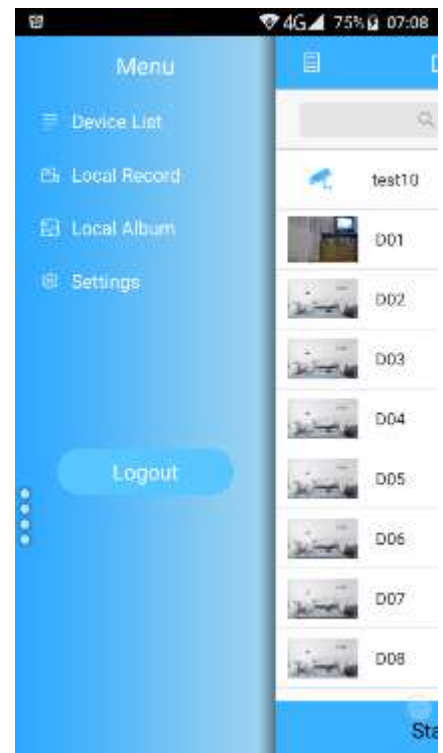 4G 75% 07:08
Menu
Device List
Local Record
Local Album
Settings
Logout
test10
D01
D02
D03
D04
D05
D06
D07
D08